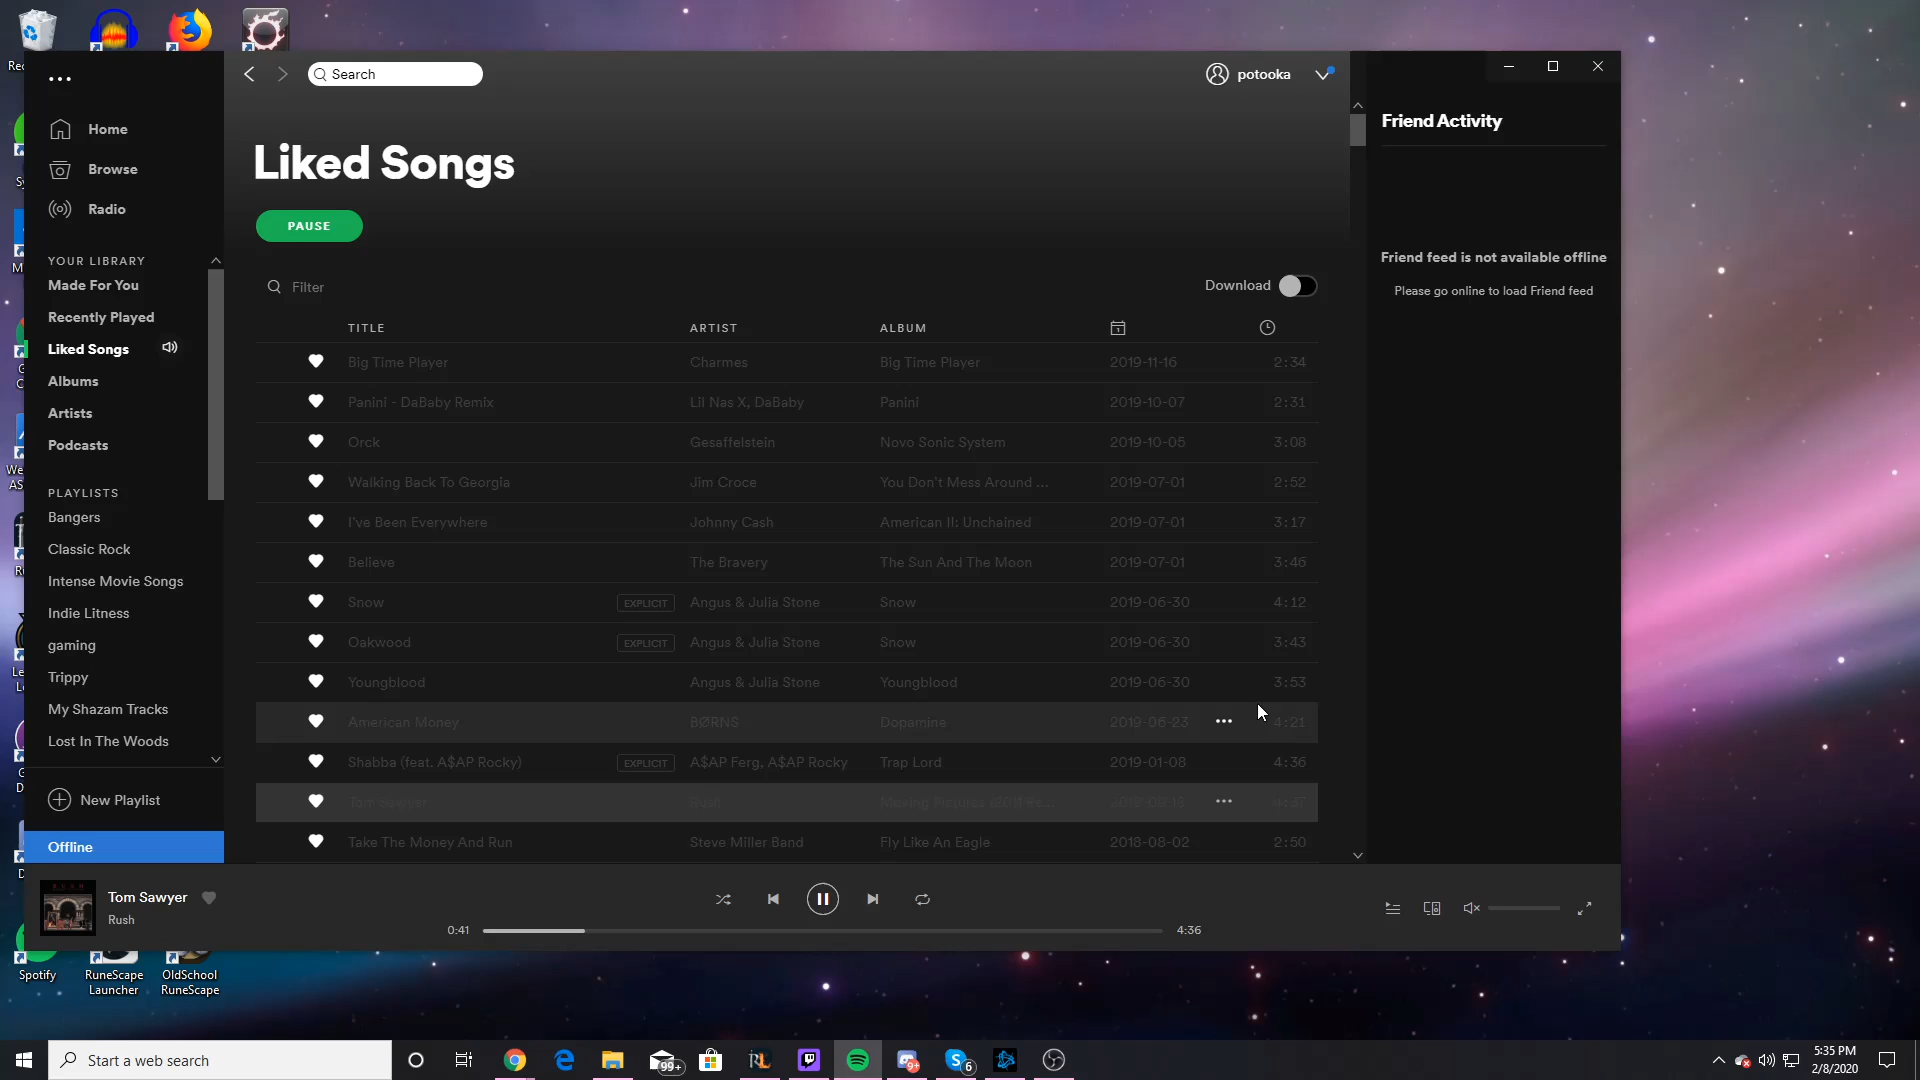 Search
potooka
Home
Browse
Radio
YOUR LIBRARY
Made For You
Recently Played
Liked Songs
Albums
Artists
Podcasts
PLAYLISTS
Bangers
Classic Rock
Intense Movie Songs
Indie Litness
gaming
Trippy
My Shazam Tracks
Lost In The Woods
New Playlist
Offline
Liked Songs
PAUSE
Filter
Download
TITLE ARTIST ALBUM
Big Time Player Charmes Big Time Player 2019-11-16 2:34
Panini - DaBaby Remix Lil Nas X, DaBaby Panini 2019-10-07 2:31
Orck Gesaffelstein Novo Sonic System 2019-10-05 3:08
Walking Back To Georgia Jim Croce You Don't Mess Around ... 2019-07-01 2:52
I've Been Everywhere Johnny Cash American II: Unchained 2019-07-01 3:17
Believe The Bravery The Sun And The Moon 2019-07-01 3:46
Snow EXPLICIT Angus & Julia Stone Snow 2019-06-30 4:12
Oakwood EXPLICIT Angus & Julia Stone Snow 2019-06-30 3:43
Youngblood Angus & Julia Stone Youngblood 2019-06-30 3:53
American Money BØRNS Dopamine 2019-06-23 ••• 4:21
Shabba (feat. A$AP Rocky) EXPLICIT A$AP Ferg, A$AP Rocky Trap Lord 2019-01-08 4:36
Tom Sawyer Rush Moving Pictures (2011 Re... •••
Take The Money And Run Steve Miller Band Fly Like An Eagle 2018-08-02 2:50
Friend Activity
Friend feed is not available offline
Please go online to load Friend feed
Tom Sawyer
Rush
0:41
4:36
Spotify
RuneScape
Launcher
OldSchool
RuneScape
Start a web search
99+
9+
6
5:35 PM
2/8/2020